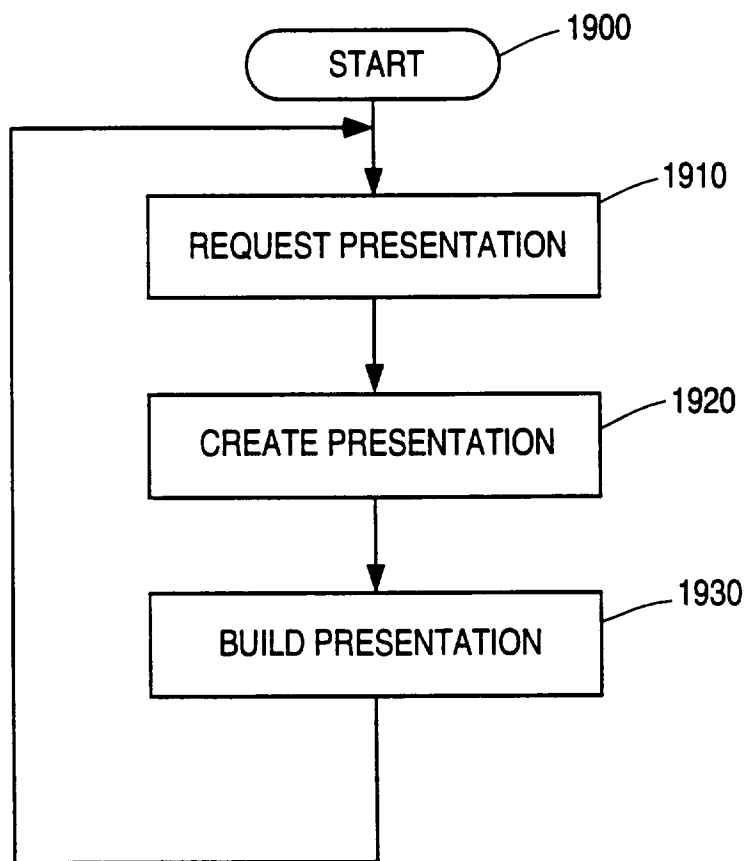 START
1900
REQUEST PRESENTATION
1910
CREATE PRESENTATION
1920
BUILD PRESENTATION
1930